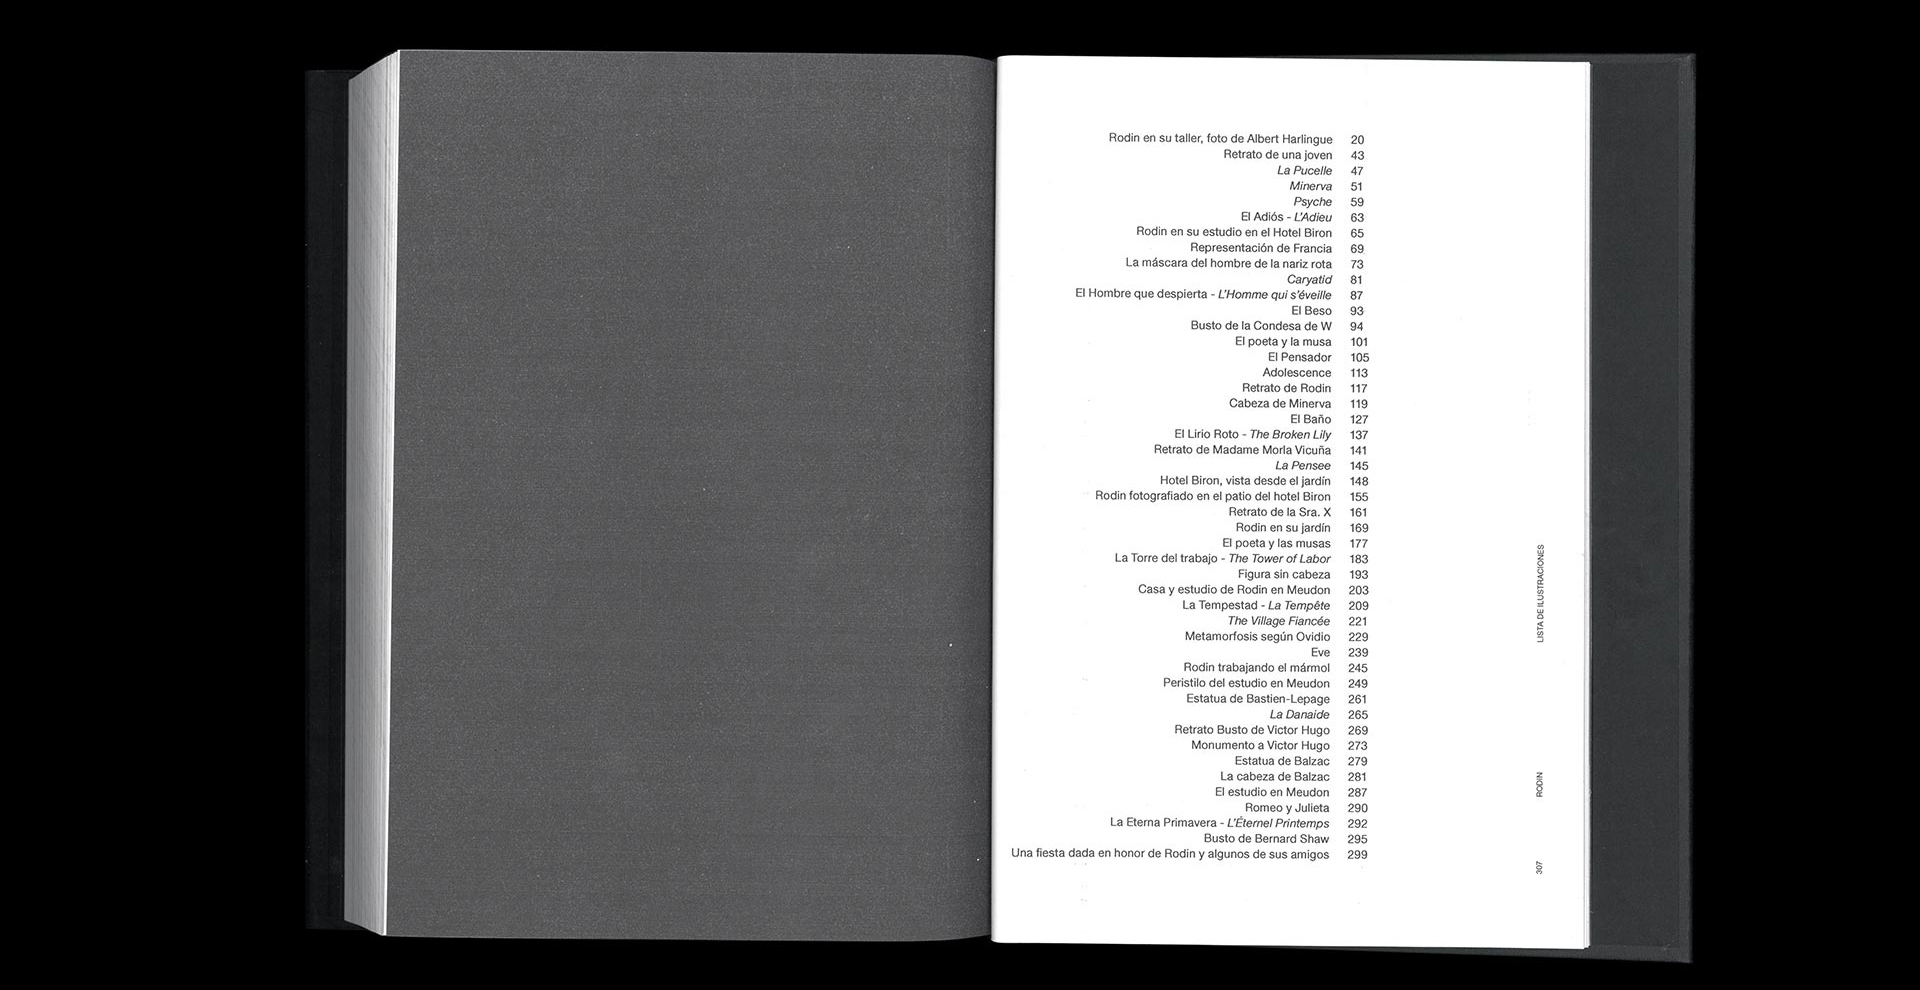 Rodin en su taller, foto de Albert Harlingue 20
Retrato de una joven 43
La Pucelle 47
Minerva 51
Psyche 59
El Adiós - L'Adieu 63
Rodin en su estudio en el Hotel Biron 65
Representación de Francia 69
La máscara del hombre de la nariz rota 73
Caryatid 81
El Hombre que despierta - L'Homme qui s'éveille 87
El Beso 93
Busto de la Condesa de W 94
El poeta y la musa 101
El Pensador 105
Adolescence 113
Retrato de Rodin 117
Cabeza de Minerva 119
El Baño 127
El Lirio Roto - The Broken Lily 137
Retrato de Madame Morla Vicuña 141
La Pensee 145
Hotel Biron, vista desde el jardín 148
Rodin fotografiado en el patio del hotel Biron 155
Retrato de la Sra. X 161
Rodin en su jardín 169
El poeta y las musas 177
La Torre del trabajo - The Tower of Labor 183
Figura sin cabeza 193
Casa y estudio de Rodin en Meudon 203
La Tempestad - La Tempête 209
The Village Fiancée 221
Metamorfosis según Ovidio 229
Eve 239
Rodin trabajando el mármol 245
Peristilo del estudio en Meudon 249
Estatua de Bastien-Lepage 261
La Danaide 265
Retrato Busto de Victor Hugo 269
Monumento a Victor Hugo 273
Estatua de Balzac 279
La cabeza de Balzac 281
El estudio en Meudon 287
Romeo y Julieta 290
La Eterna Primavera - L'Éternel Printemps 292
Busto de Bernard Shaw 295
Una fiesta dada en honor de Rodin y algunos de sus amigos 299
LISTA DE ILUSTRACIONES
RODIN
307